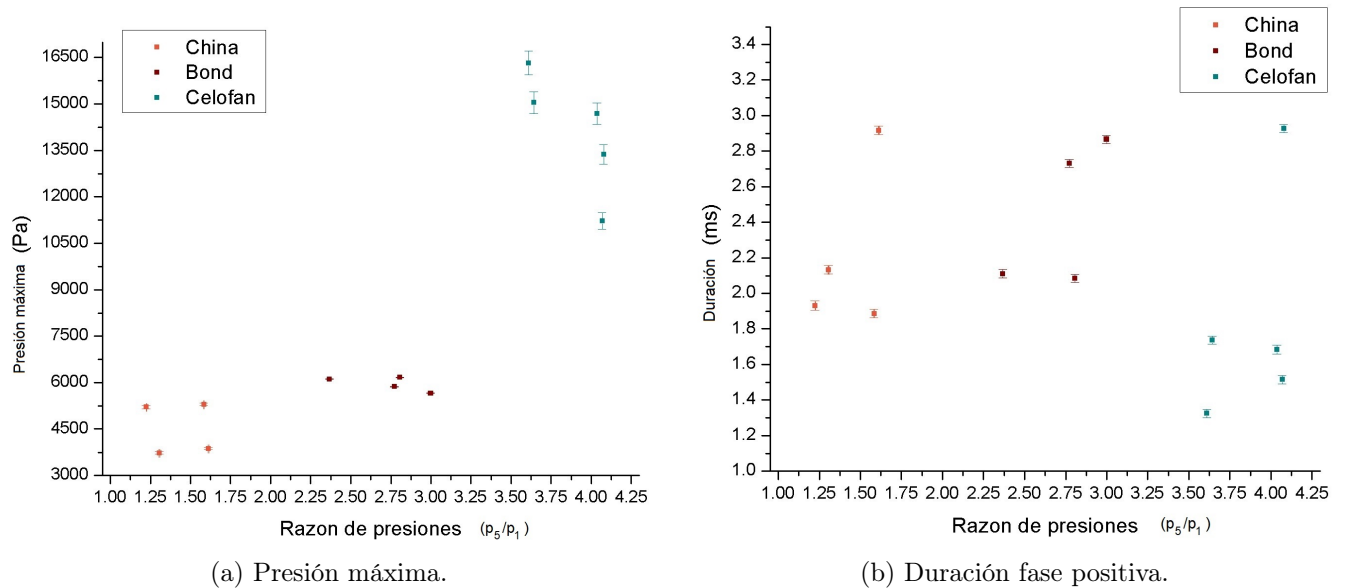 China
Bond
Celofan
16500
15000
13500
12000
10500
9000
7500
6000
4500
3000
Presión máxima (Pa)
1.00 1.25 1.50 1.75 2.00 2.25 2.50 2.75 3.00 3.25 3.50 3.75 4.00 4.25
Razon de presiones (p5/p1)
(a) Presión máxima.
China
Bond
Celofan
3.4
3.2
3.0
2.8
2.6
2.4
2.2
2.0
1.8
1.6
1.4
1.2
1.0
Duración (ms)
1.00 1.25 1.50 1.75 2.00 2.25 2.50 2.75 3.00 3.25 3.50 3.75 4.00 4.25
Razon de presiones (p5/p1)
(b) Duración fase positiva.